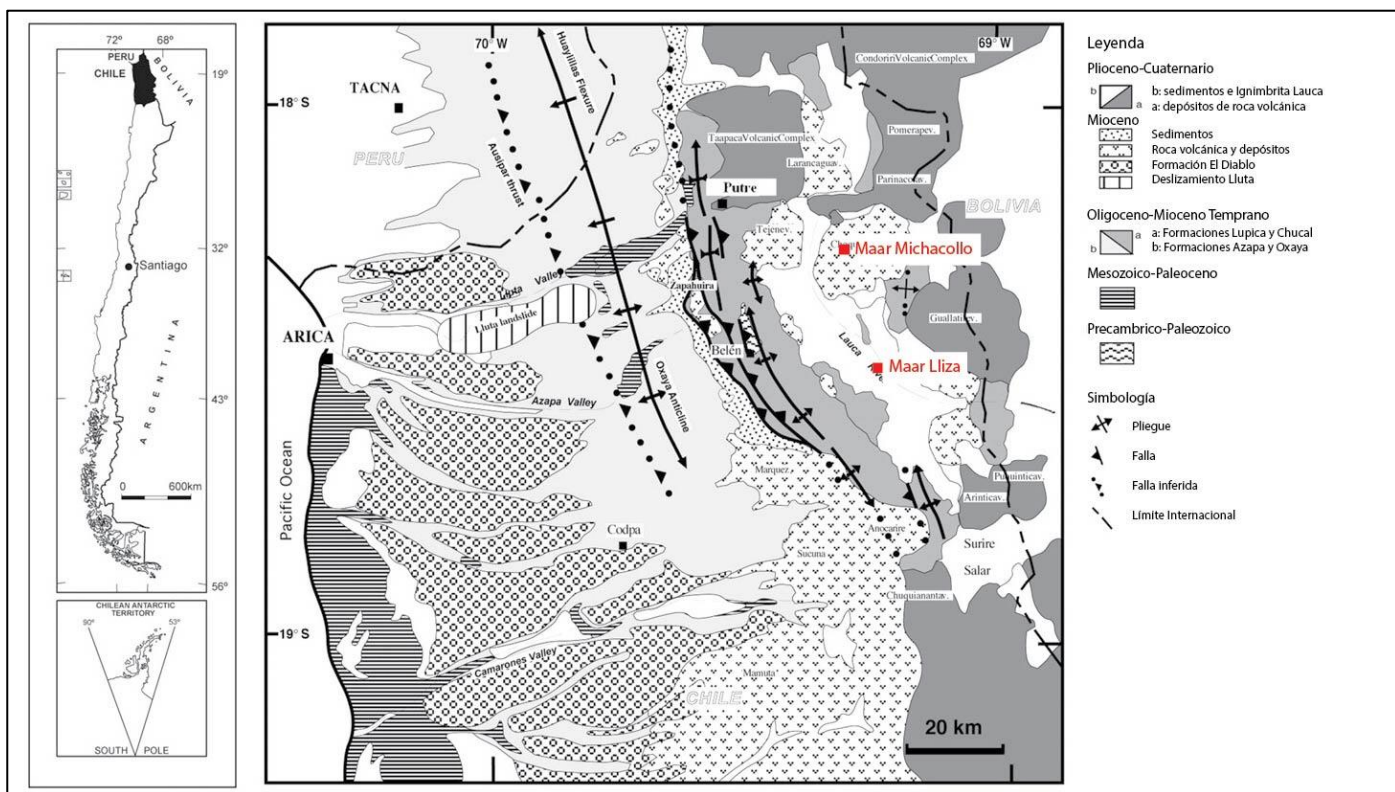 72° 68°
PERU
CHILE
BOLIVIA
19°
32°
Santiago
ARGENTINA
43°
0 600km
56°
CHILEAN ANTARCTIC
TERRITORY
90° 53°
SOUTH POLE
70° W
69° W
18° S
19° S
TACNA
PERU
Huaylillas Flexure
Ausipar thrust
CondoririVolcanicComplex
TaapacaVolcanicComplex
Larancaguav.
Pomerapev.
Parinacotav.
Putre
BOLIVIA
Tejenev.
Maar Michacollo
Zapahuira
Lluta Valley
Lluta landslide
Guallatirev.
ARICA
Belén
Lauca
Maar Lliza
Oxaya Anticline
Azapa Valley
Pacific Ocean
Marquez
Puquinticav.
Arinticav.
Codpa
Anocarire
Sucuna
Surire
Salar
Chuquianantav.
Camarones Valley
Mamuta
CHILE
20 km
Leyenda
Plioceno-Cuaternario
b a
b: sedimentos e Ignimbrita Lauca
a: depósitos de roca volcánica
Mioceno
Sedimentos
Roca volcánica y depósitos
Formación El Diablo
Deslizamiento Lluta
Oligoceno-Mioceno Temprano
b a
a: Formaciones Lupica y Chucal
b: Formaciones Azapa y Oxaya
Mesozoico-Paleoceno
Precambrico-Paleozoico
Simbología
Pliegue
Falla
Falla inferida
Límite Internacional